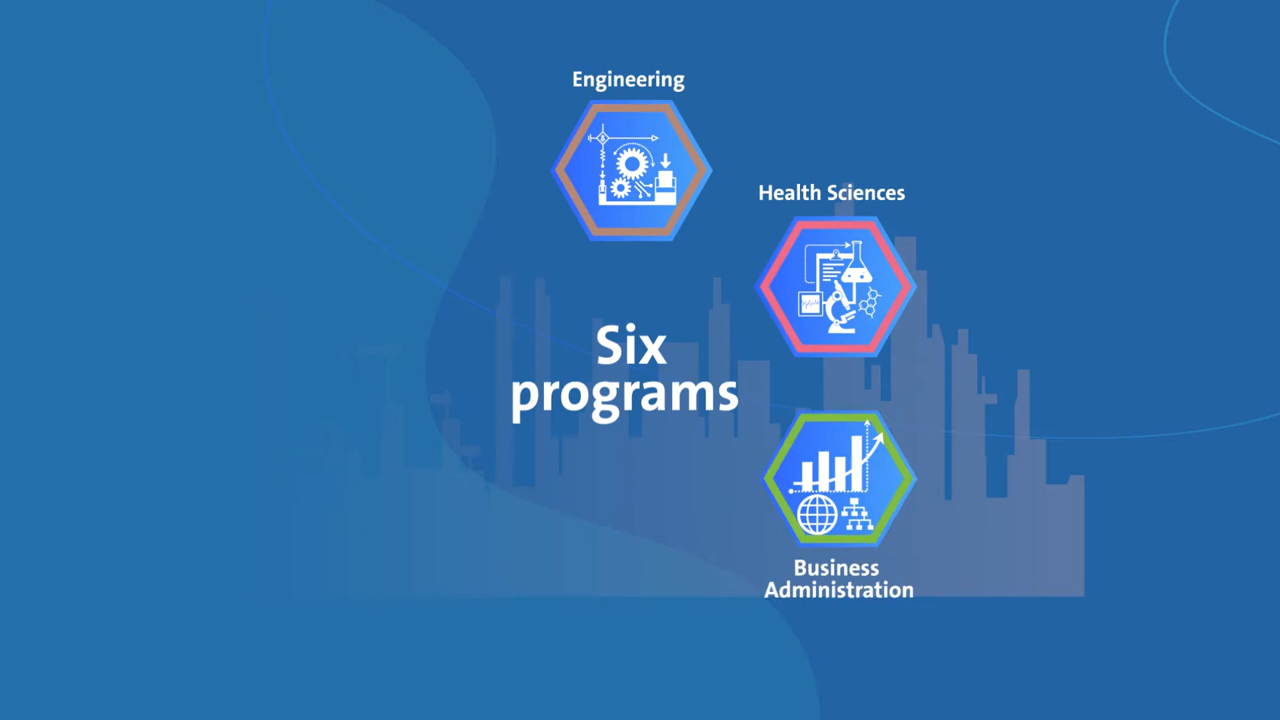 Engineering
Health Sciences
Six
programs
Business
Administration